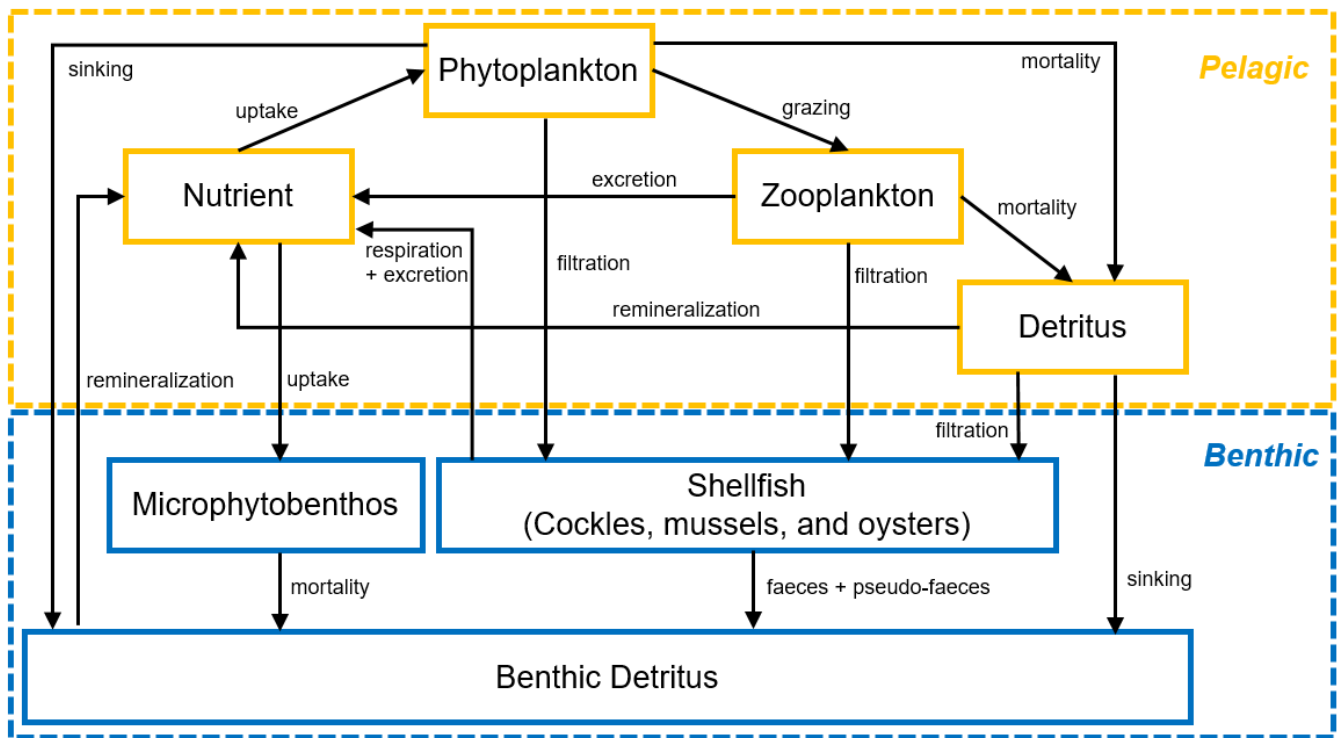 Phytoplankton
sinking
mortality
Pelagic
uptake
grazing
Nutrient
excretion
Zooplankton
mortality
respiration
+ excretion
filtration
filtration
remineralization
Detritus
remineralization
uptake
filtration
Benthic
Microphytobenthos
Shellfish
(Cockles, mussels, and oysters)
mortality
faeces + pseudo-faeces
sinking
Benthic Detritus